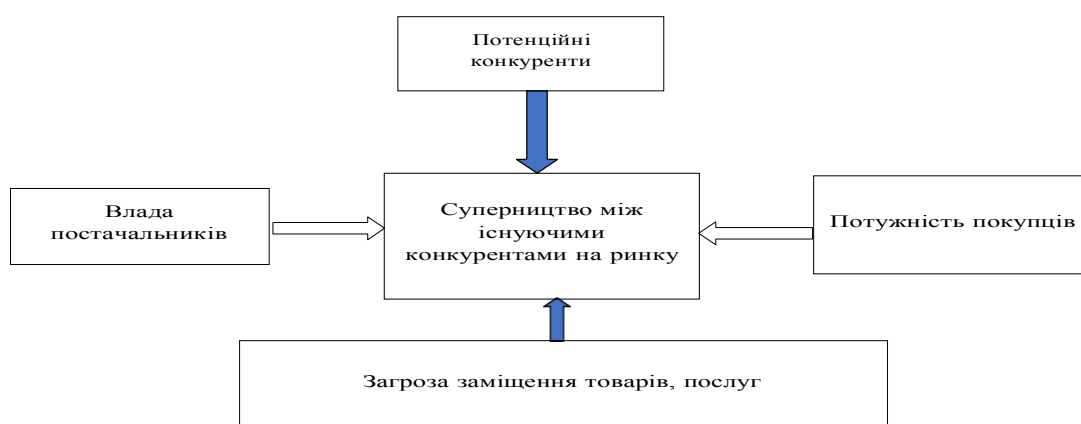 Потенційні
конкуренти
Влада
постачальників
Суперництво між
існуючими
конкурентами на ринку
Потужність покупців
Загроза заміщення товарів, послуг